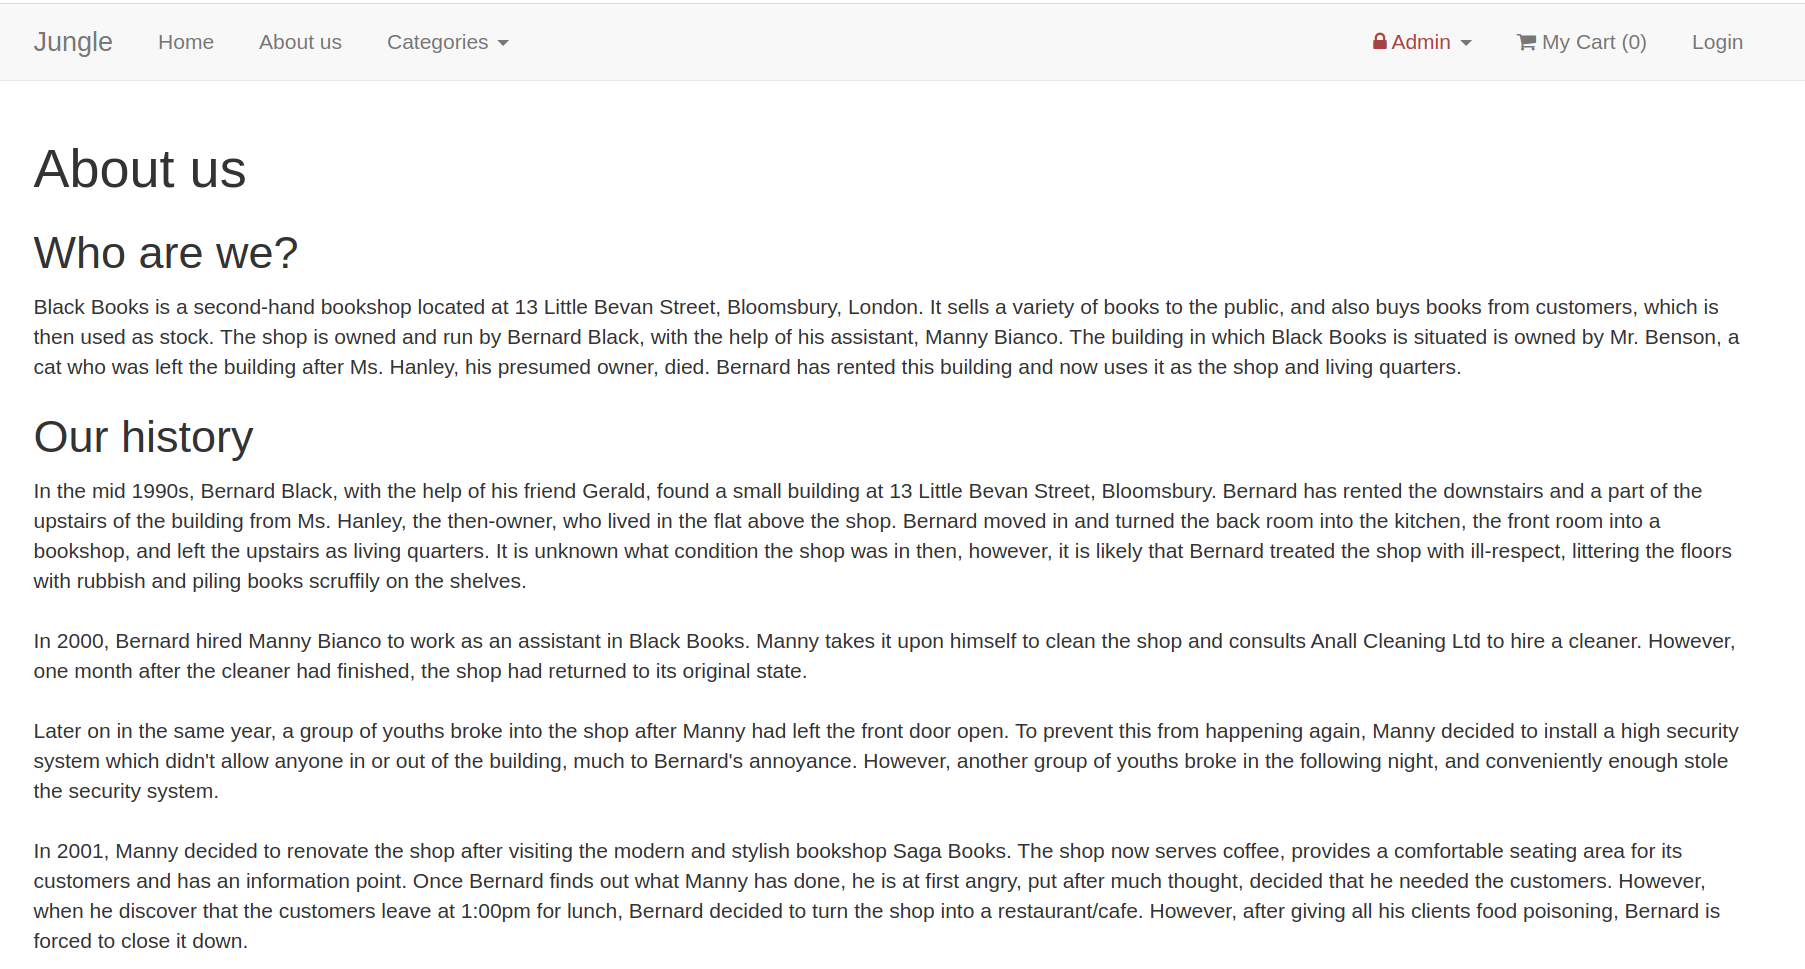 Jungle Home About us Categories Admin My Cart (0) Login
About us
Who are we?
Black Books is a second-hand bookshop located at 13 Little Bevan Street, Bloomsbury, London. It sells a variety of books to the public, and also buys books from customers, which is
then used as stock. The shop is owned and run by Bernard Black, with the help of his assistant, Manny Bianco. The building in which Black Books is situated is owned by Mr. Benson, a
cat who was left the building after Ms. Hanley, his presumed owner, died. Bernard has rented this building and now uses it as the shop and living quarters.
Our history
In the mid 1990s, Bernard Black, with the help of his friend Gerald, found a small building at 13 Little Bevan Street, Bloomsbury. Bernard has rented the downstairs and a part of the
upstairs of the building from Ms. Hanley, the then-owner, who lived in the flat above the shop. Bernard moved in and turned the back room into the kitchen, the front room into a
bookshop, and left the upstairs as living quarters. It is unknown what condition the shop was in then, however, it is likely that Bernard treated the shop with ill-respect, littering the floors
with rubbish and piling books scruffily on the shelves.
In 2000, Bernard hired Manny Bianco to work as an assistant in Black Books. Manny takes it upon himself to clean the shop and consults Anall Cleaning Ltd to hire a cleaner. However,
one month after the cleaner had finished, the shop had returned to its original state.
Later on in the same year, a group of youths broke into the shop after Manny had left the front door open. To prevent this from happening again, Manny decided to install a high security
system which didn't allow anyone in or out of the building, much to Bernard's annoyance. However, another group of youths broke in the following night, and conveniently enough stole
the security system.
In 2001, Manny decided to renovate the shop after visiting the modern and stylish bookshop Saga Books. The shop now serves coffee, provides a comfortable seating area for its
customers and has an information point. Once Bernard finds out what Manny has done, he is at first angry, put after much thought, decided that he needed the customers. However,
when he discover that the customers leave at 1:00pm for lunch, Bernard decided to turn the shop into a restaurant/cafe. However, after giving all his clients food poisoning, Bernard is
forced to close it down.